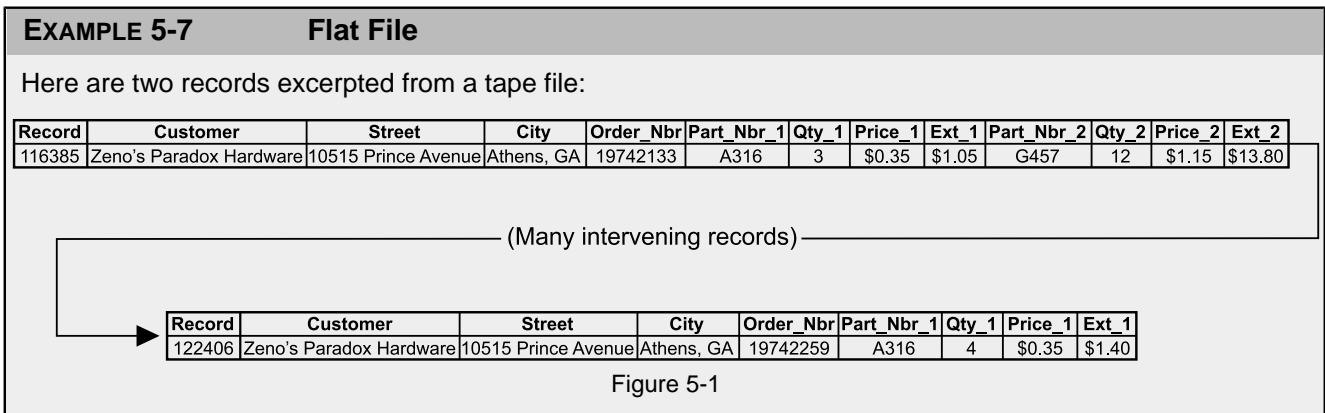 EXAMPLE 5-7 Flat File
Here are two records excerpted from a tape file:
Record Customer Street City Order_Nbr Part_Nbr_1 Qty_1 Price_1 Ext_1 Part_Nbr_2 Qty_2 Price_2 Ext_2
116385 Zeno's Paradox Hardware 10515 Prince Avenue Athens, GA 19742133 A316 3 $0.35 $1.05 G457 12 $1.15 $13.80
(Many intervening records)
Record Customer Street City Order_Nbr Part_Nbr_1 Qty_1 Price_1 Ext_1
122406 Zeno's Paradox Hardware 10515 Prince Avenue Athens, GA 19742259 A316 4 $0.35 $1.40
Figure 5-1